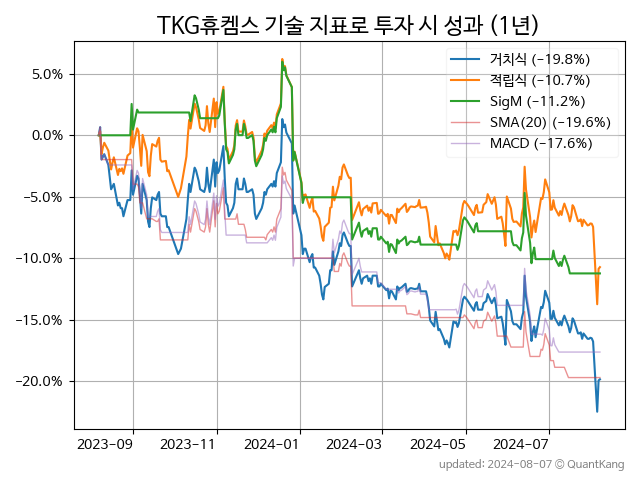 TKG휴켐스 기술 지표로 투자 시 성과 (1년)
거치식 (−19.8%)
적립식 (−10.7%)
SigM (−11.2%)
SMA(20) (−19.6%)
MACD (−17.6%)
5.0%
0.0%
−5.0%
−10.0%
−15.0%
−20.0%
2023-09 2023-11 2024-01 2024-03 2024-05 2024-07
updated: 2024-08-07 © QuantKang